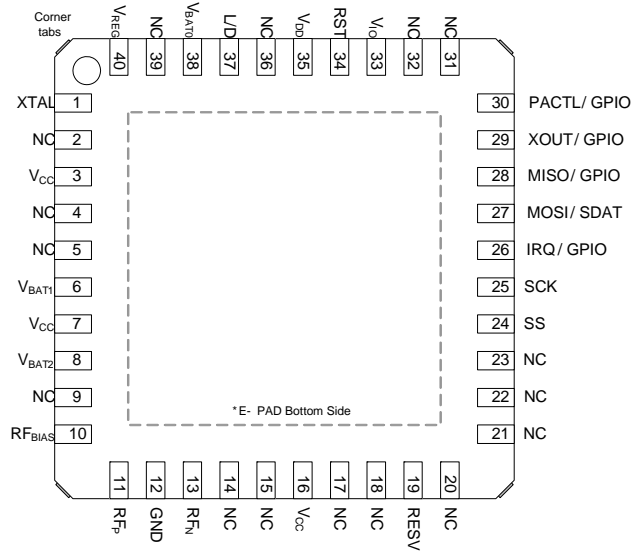 Corner
tabs
VREG
NC
VBAT0
L/D
NC
VDD
RST
VIO
NC
NC
40
39
38
37
36
35
34
33
32
31
XTAL 1
NC 2
VCC 3
NC 4
NC 5
VBAT1 6
VCC 7
VBAT2 8
NC 9
RFBIAS 10
30 PACTL/ GPIO
29 XOUT/ GPIO
28 MISO/ GPIO
27 MOSI/ SDAT
26 IRQ/ GPIO
25 SCK
24 SS
23 NC
22 NC
21 NC
*E- PAD Bottom Side
11
12
13
14
15
16
17
18
19
20
RFP
GND
RFN
NC
NC
VCC
NC
NC
RESV
NC